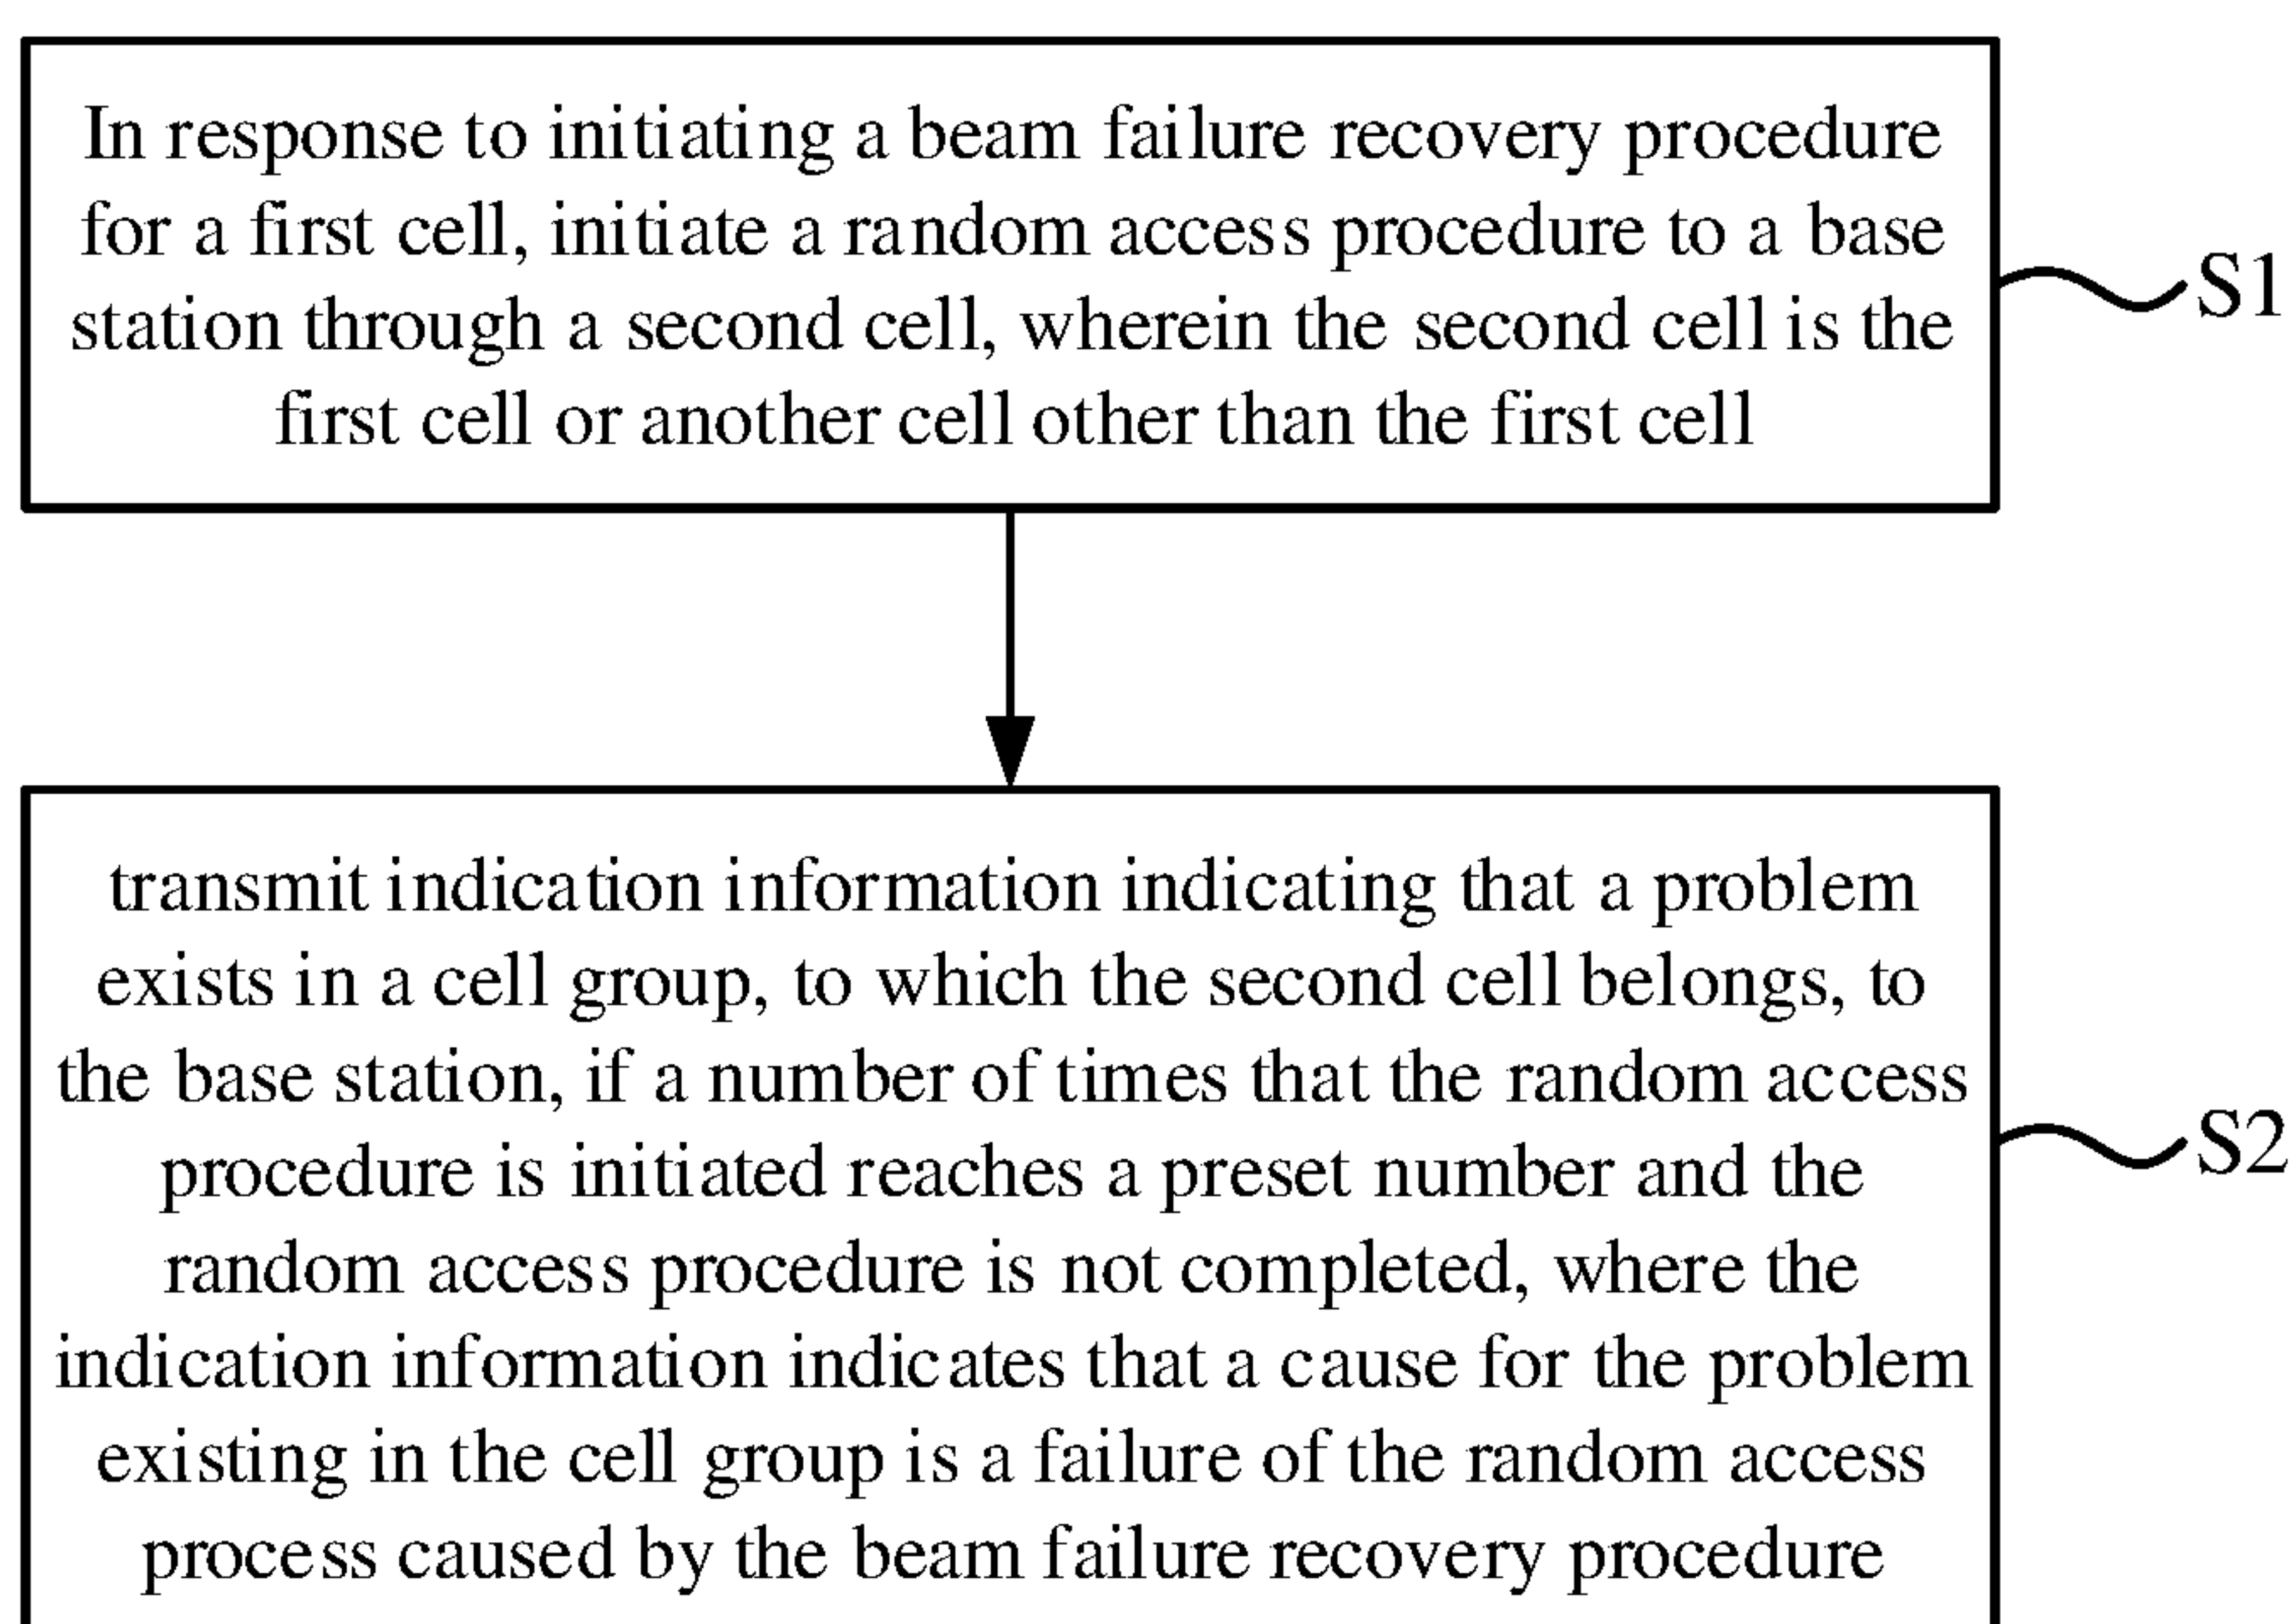 In response to initiating a beam failure recovery procedure
for a first cell, initiate a random access procedure to a base
station through a second cell, wherein the second cell is the
first cell or another cell other than the first cell
S1
transmit indication information indicating that a problem
exists in a cell group, to which the second cell belongs, to
the base station, if a number of times that the random access
procedure is initiated reaches a preset number and the
random access procedure is not completed, where the
indication information indicates that a cause for the problem
existing in the cell group is a failure of the random access
process caused by the beam failure recovery procedure
S2